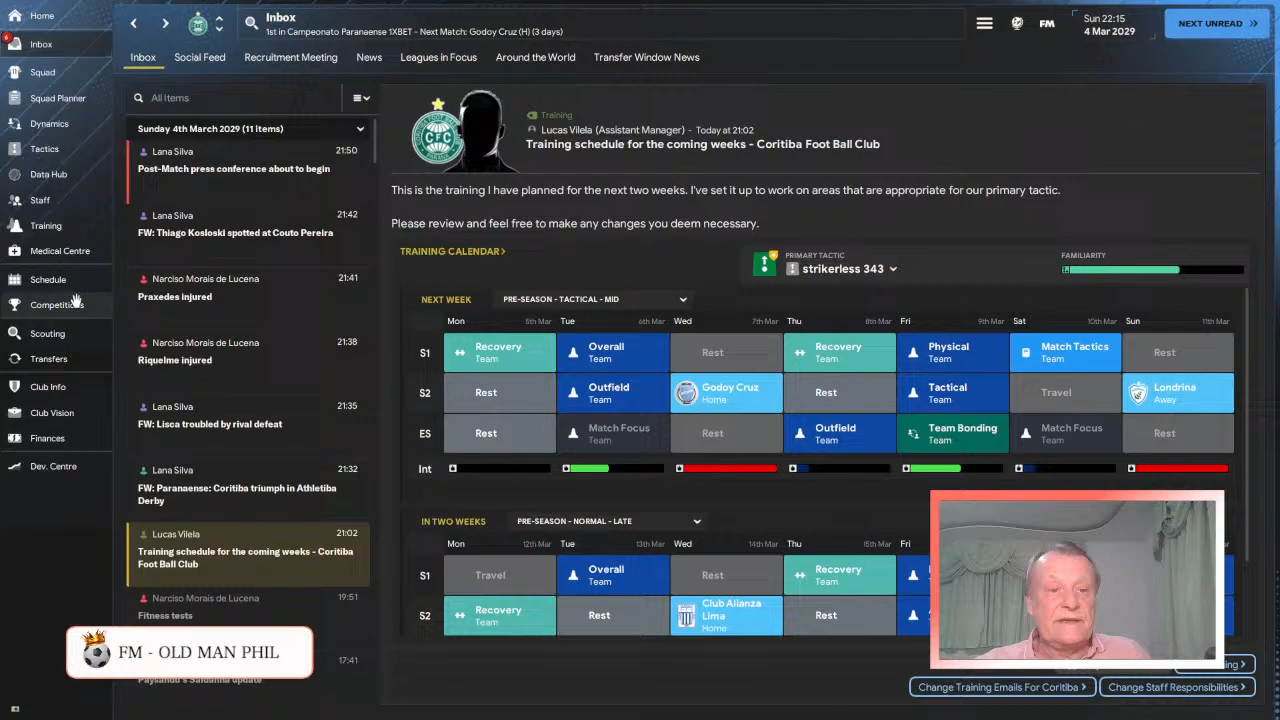 Home
6
Inbox
Squad
Squad Planner
Dynamics
Tactics
Data Hub
Staff
Training
Medical Centre
Schedule
Competitions
Scouting
Transfers
Club Info
Club Vision
Finances
Dev. Centre
Inbox
1st in Campeonato Paranaense 1XBET - Next Match: Godoy Cruz (H) (3 days)
FM
Sun 22:15
4 Mar 2029
NEXT UNREAD
Inbox Social Feed Recruitment Meeting News Leagues in Focus Around the World Transfer Window News
All Items
Sunday 4th March 2029 (11 items)
Lana Silva 21:50
Post-Match press conference about to begin
Lana Silva 21:42
FW: Thiago Kosloski spotted at Couto Pereira
Narciso Morais de Lucena 21:41
Praxedes injured
Narciso Morais de Lucena 21:38
Riquelme injured
Lana Silva 21:35
FW: Lisca troubled by rival defeat
Lana Silva 21:32
FW: Paranaense: Coritiba triumph in Athletiba
Derby
Lucas Vilela 21:02
Training schedule for the coming weeks - Coritiba
Foot Ball Club
Narciso Morais de Lucena 19:51
Fitness tests
17:41
CFC
Training
Lucas Vilela (Assistant Manager) - Today at 21:02
Training schedule for the coming weeks - Coritiba Foot Ball Club
This is the training I have planned for the next two weeks. I've set it up to work on areas that are appropriate for our primary tactic.
Please review and feel free to make any changes you deem necessary.
TRAINING CALENDAR
PRIMARY TACTIC
strikerless 343
FAMILIARITY
NEXT WEEK PRE-SEASON - TACTICAL - MID
Mon 5th Mar Tue 6th Mar Wed 7th Mar Thu 8th Mar Fri 9th Mar Sat 10th Mar Sun 11th Mar
S1 Recovery Overall Rest Recovery Physical Match Tactics Rest
Team Team Team Team Team
S2 Rest Outfield Godoy Cruz Rest Tactical Travel Londrina
Team Home Team Away
ES Rest Match Focus Rest Outfield Team Bonding Match Focus Rest
Team Team Team Team
Int
IN TWO WEEKS PRE-SEASON - NORMAL - LATE
Mon 12th Mar Tue 13th Mar Wed 14th Mar Thu 15th Mar Fri
S1 Travel Overall Rest Recovery
Team Team
S2 Recovery Rest Club Alianza Rest
Team Lima
Home
Change Training Emails For Coritiba
Change Staff Responsibilities
FM - OLD MAN PHIL